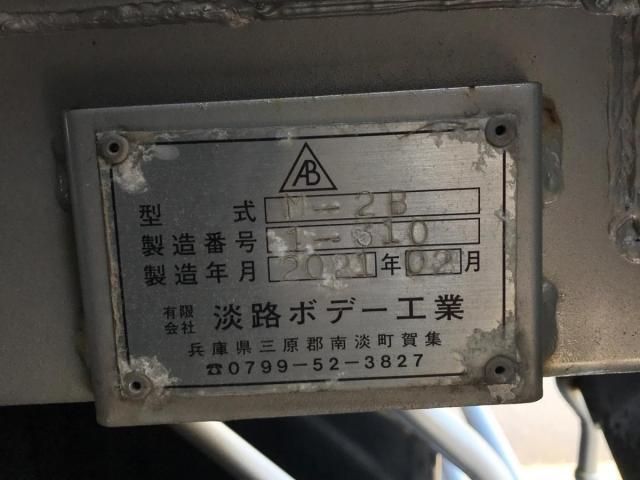 AB
型式 M-2B
製造番号 1-310
製造年月 2021年02月
有限会社 淡路ボデー工業
兵庫県三原郡南淡町賀集
☎0799-52-3827